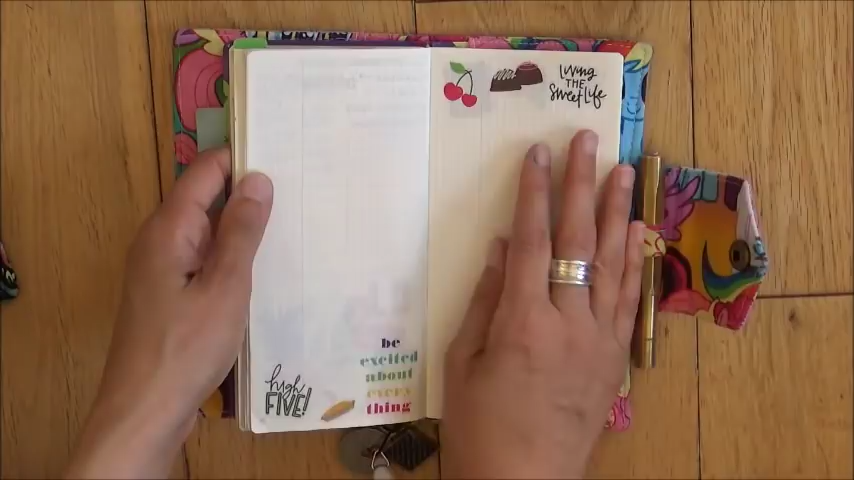 living
THE
Sweet Life
high
FIVE!
be
excited
about
every
thing